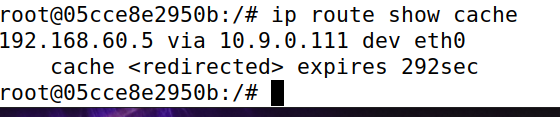 root@05cce8e2950b:/# ip route show cache
192.168.60.5 via 10.9.0.111 dev eth0
    cache <redirected> expires 292sec
root@05cce8e2950b:/#